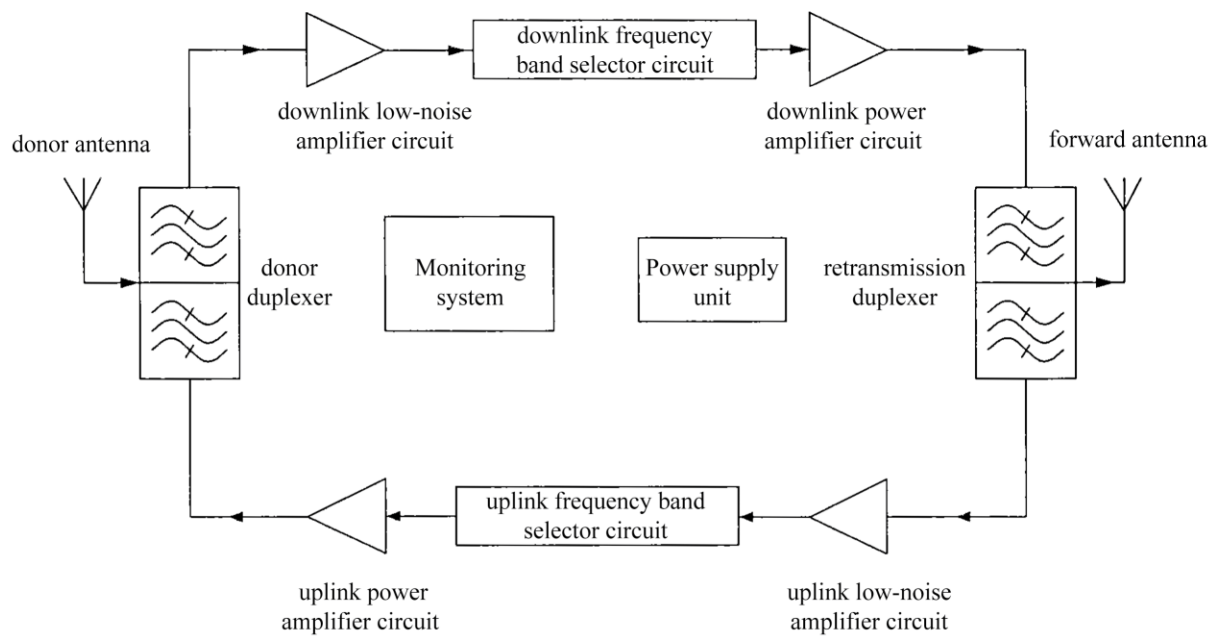 downlink frequency
band selector circuit
downlink low-noise
amplifier circuit
downlink power
amplifier circuit
donor antenna
forward antenna
donor
duplexer
Monitoring
system
Power supply
unit
retransmission
duplexer
uplink frequency band
selector circuit
uplink power
amplifier circuit
uplink low-noise
amplifier circuit